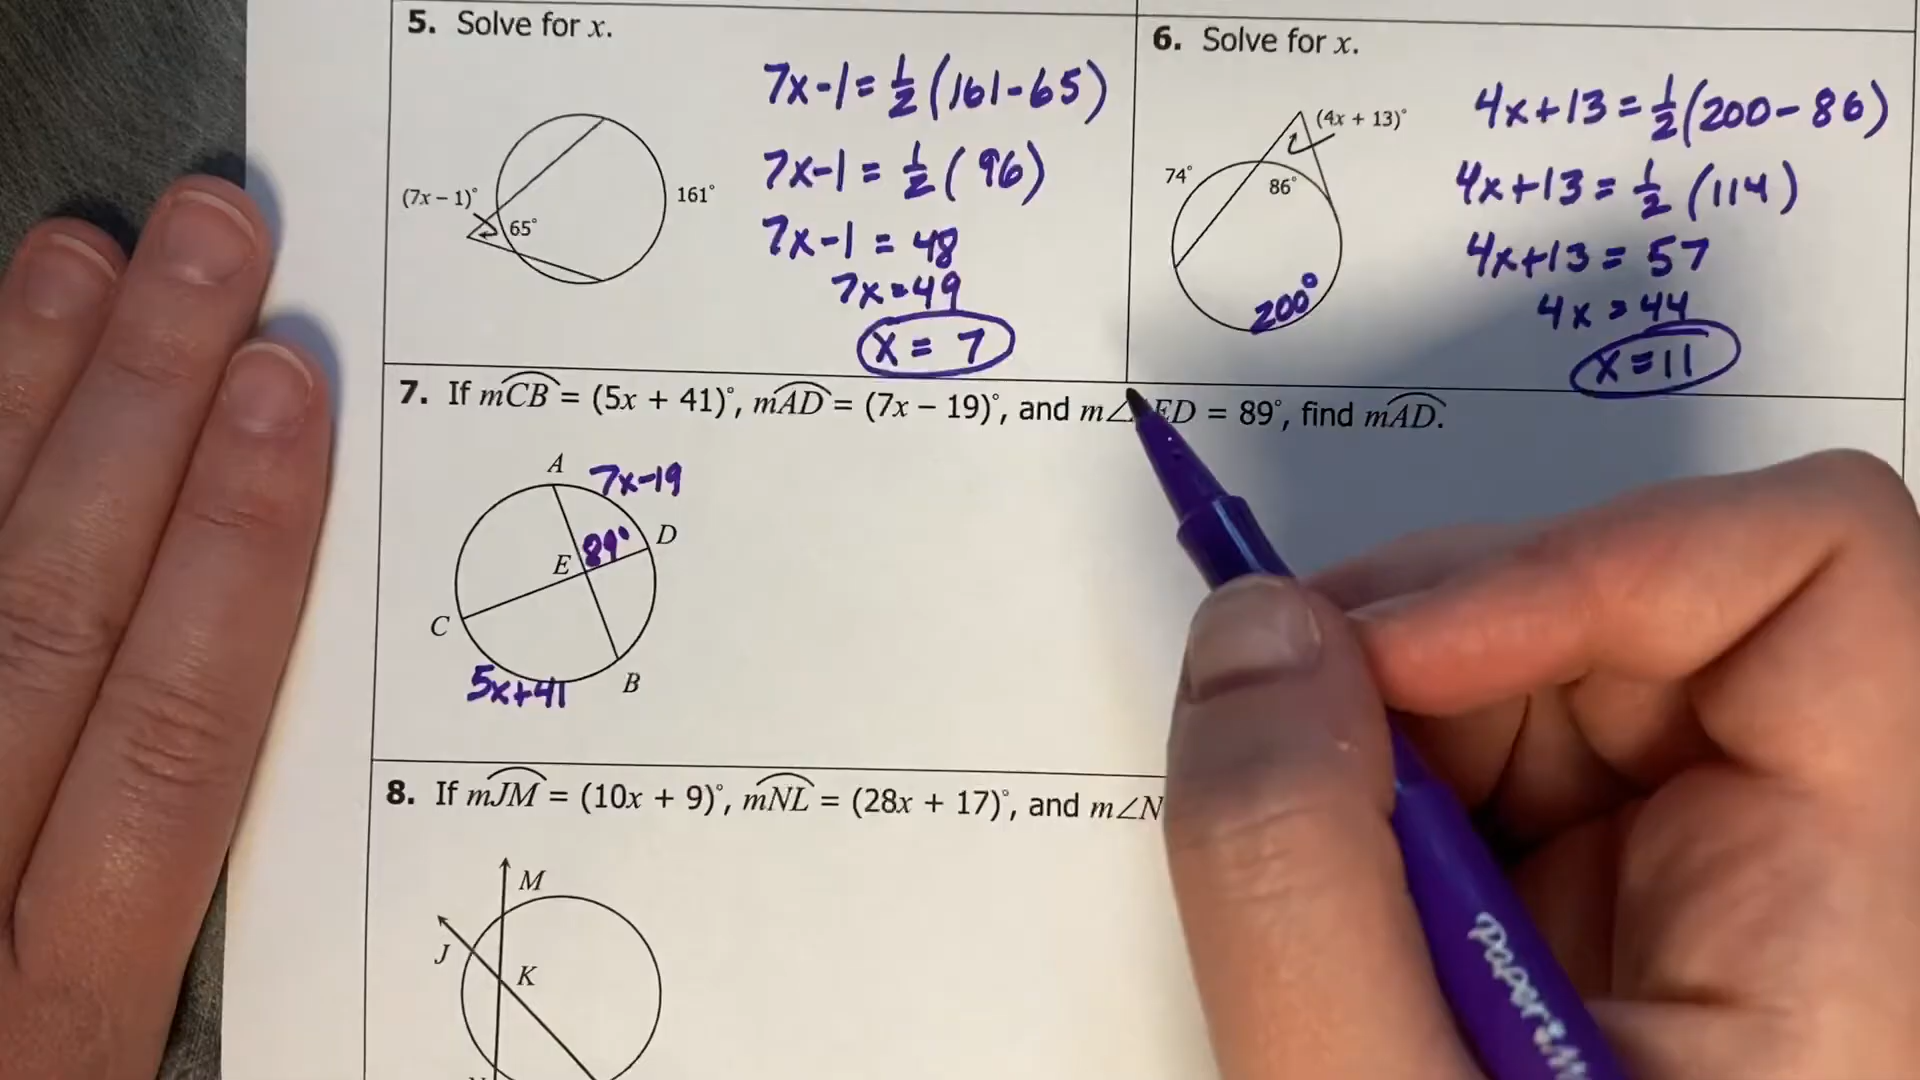 5. Solve for x.
(7x – 1)°
65°
161°
7x-1 = 1/2 (161-65)
7x-1 = 1/2 (96)
7x-1 = 48
7x=49
x = 7
6. Solve for x.
(4x + 13)°
74°
86°
200°
4x+13 = 1/2 (200-86)
4x+13 = 1/2 (114)
4x+13 = 57
4x = 44
x=11
7. If mCB = (5x + 41)°, mAD = (7x – 19)°, and m∠ ED = 89°, find mAD.
A
7x-19
D
E
89°
C
5x+41
B
8. If mJM = (10x + 9)°, mNL = (28x + 17)°, and m∠N
M
J
K
PAPER